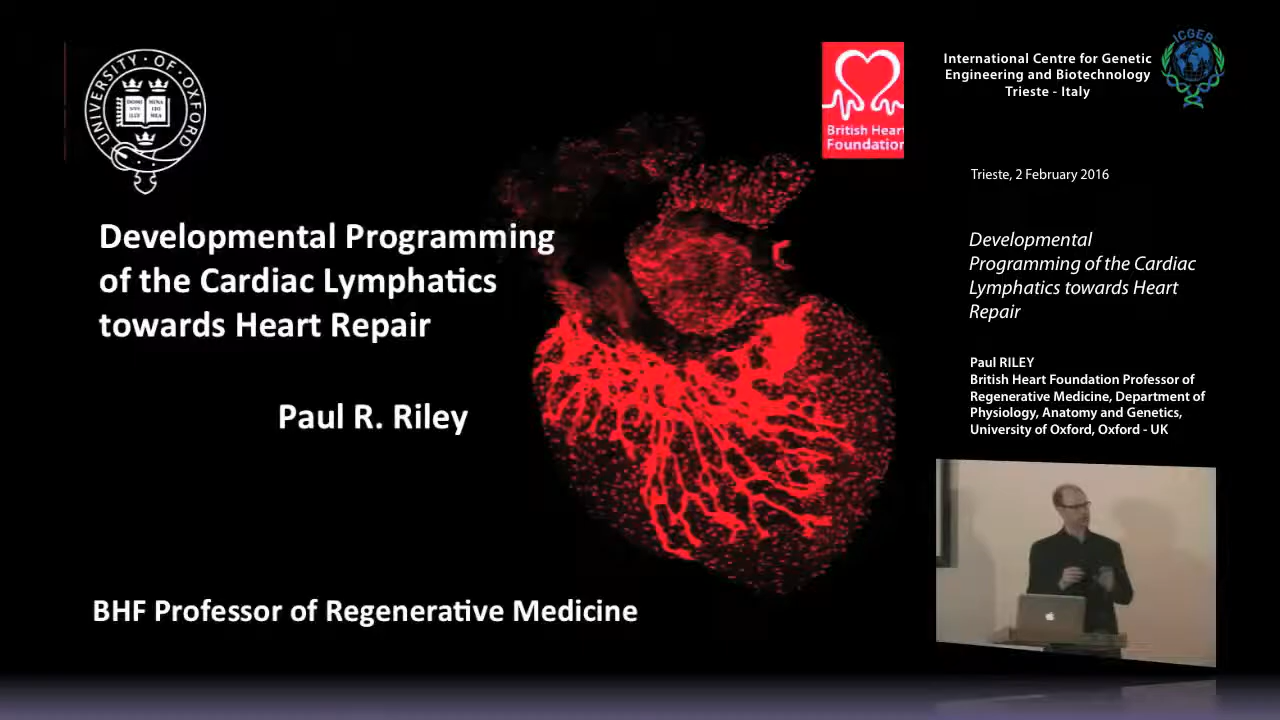 UNIVERSITY · OF · OXFORD
Developmental Programming
of the Cardiac Lymphatics
towards Heart Repair
Paul R. Riley
BHF Professor of Regenerative Medicine
British Hear
Foundation
International Centre for Genetic
Engineering and Biotechnology
Trieste - Italy
ICGEB
Trieste, 2 February 2016
Developmental
Programming of the Cardiac
Lymphatics towards Heart
Repair
Paul RILEY
British Heart Foundation Professor of
Regenerative Medicine, Department of
Physiology, Anatomy and Genetics,
University of Oxford, Oxford - UK